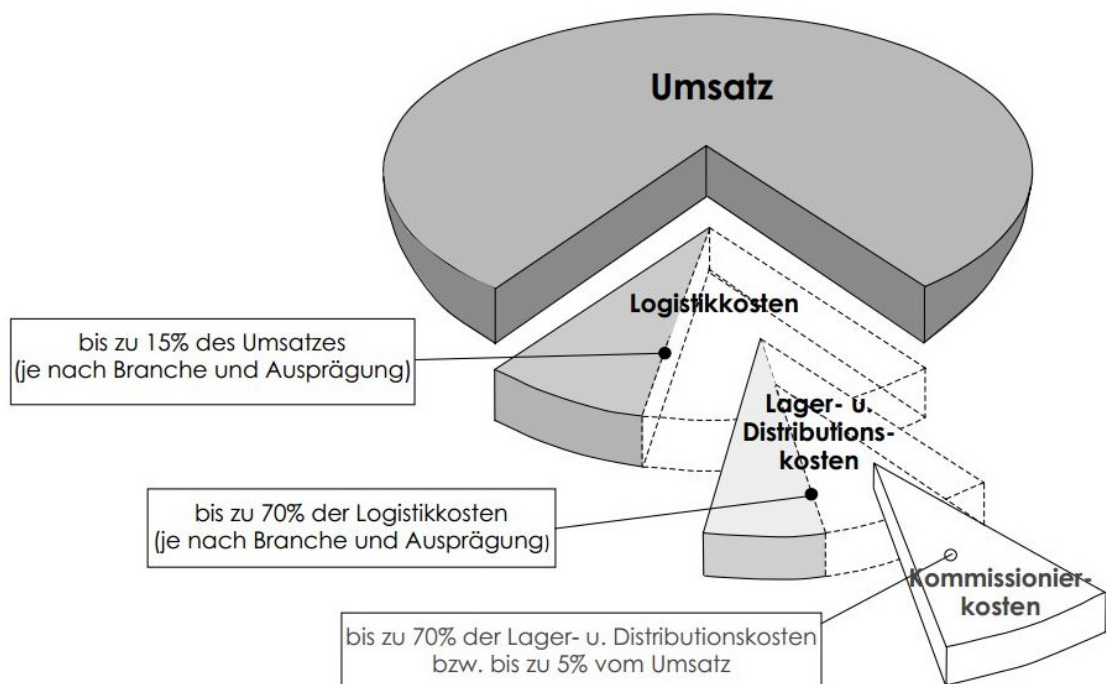 Umsatz
Logistikkosten
bis zu 15% des Umsatzes
(je nach Branche und Ausprägung)
Lager- u.
Distributions-
kosten
bis zu 70% der Logistikkosten
(je nach Branche und Ausprägung)
Kommissionier-
kosten
bis zu 70% der Lager- u. Distributionskosten
bzw. bis zu 5% vom Umsatz